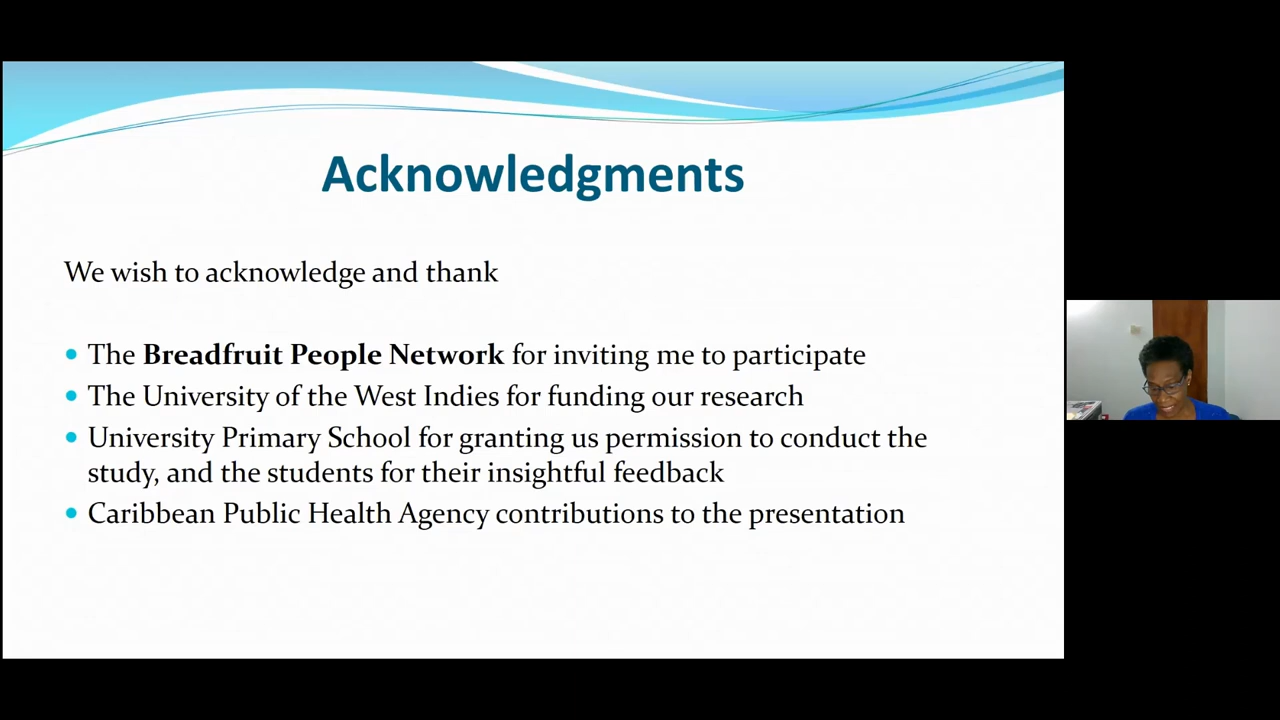 Acknowledgments
We wish to acknowledge and thank
• The Breadfruit People Network for inviting me to participate
• The University of the West Indies for funding our research
• University Primary School for granting us permission to conduct the
study, and the students for their insightful feedback
• Caribbean Public Health Agency contributions to the presentation